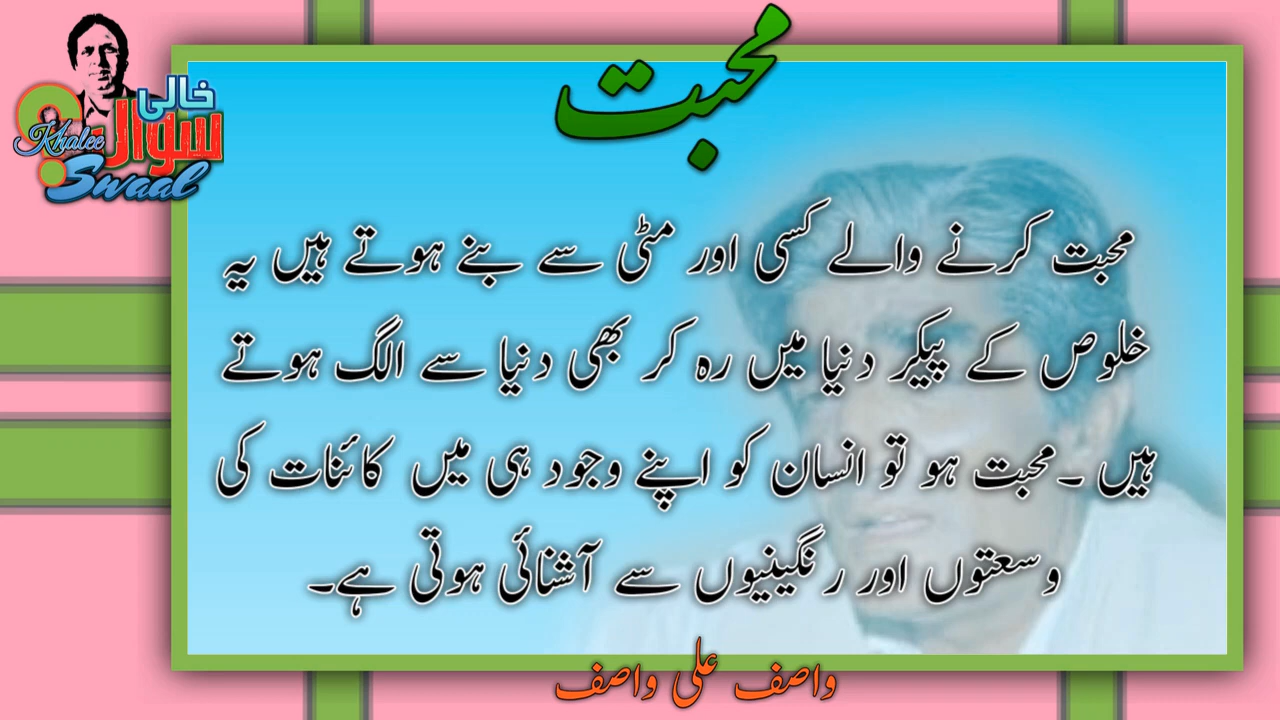 محبت
خالی
سوال
Khalee
Swaal
محبت کرنے والے کسی اور مٹی سے بنے ہوتے ہیں یہ
خلوص کے پیکر دنیا میں رہ کر بھی دنیا سے الگ ہوتے
ہیں ۔ محبت ہو تو انسان کو اپنے وجود ہی میں کائنات کی
وسعتوں اور رنگینیوں سے آشنائی ہوتی ہے۔
واصف علی واصف